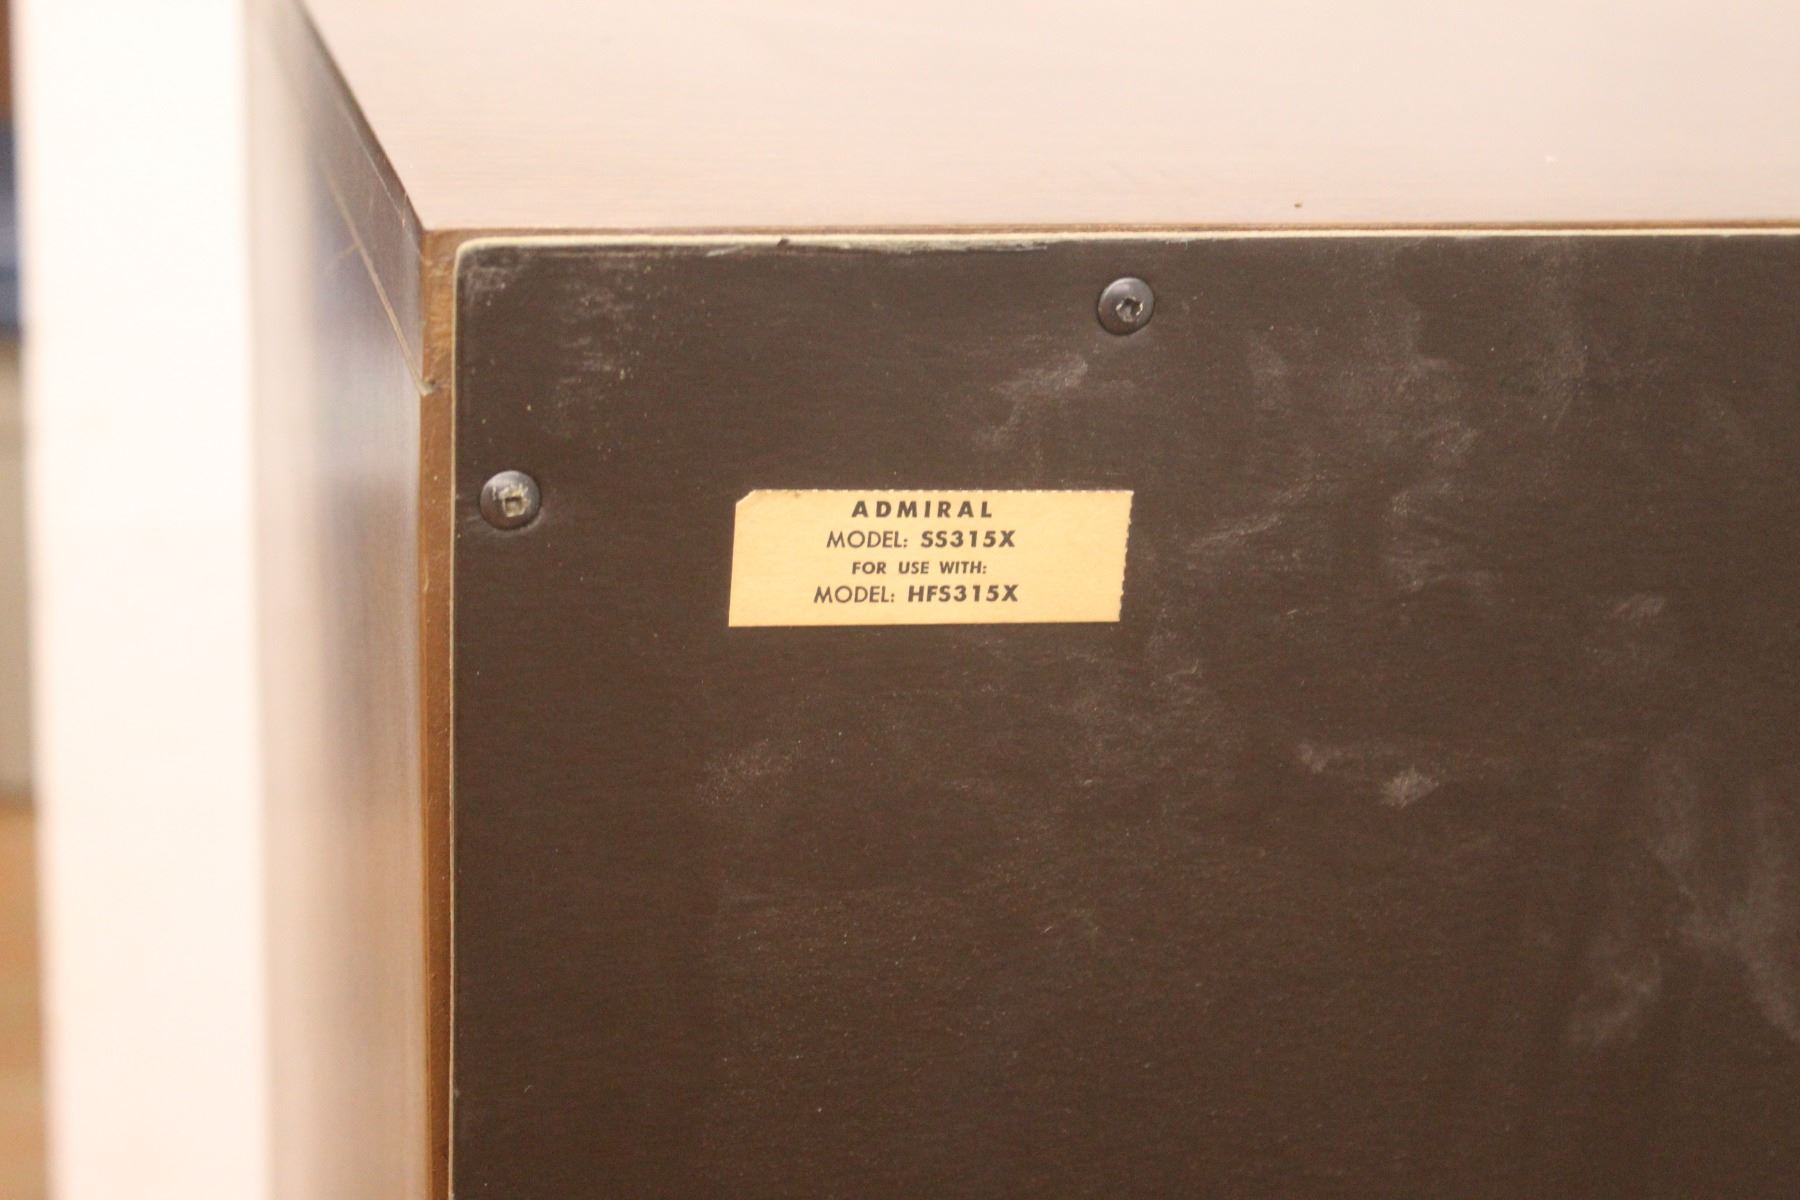 ADMIRAL
MODEL: SS315X
FOR USE WITH:
MODEL: HFS315X